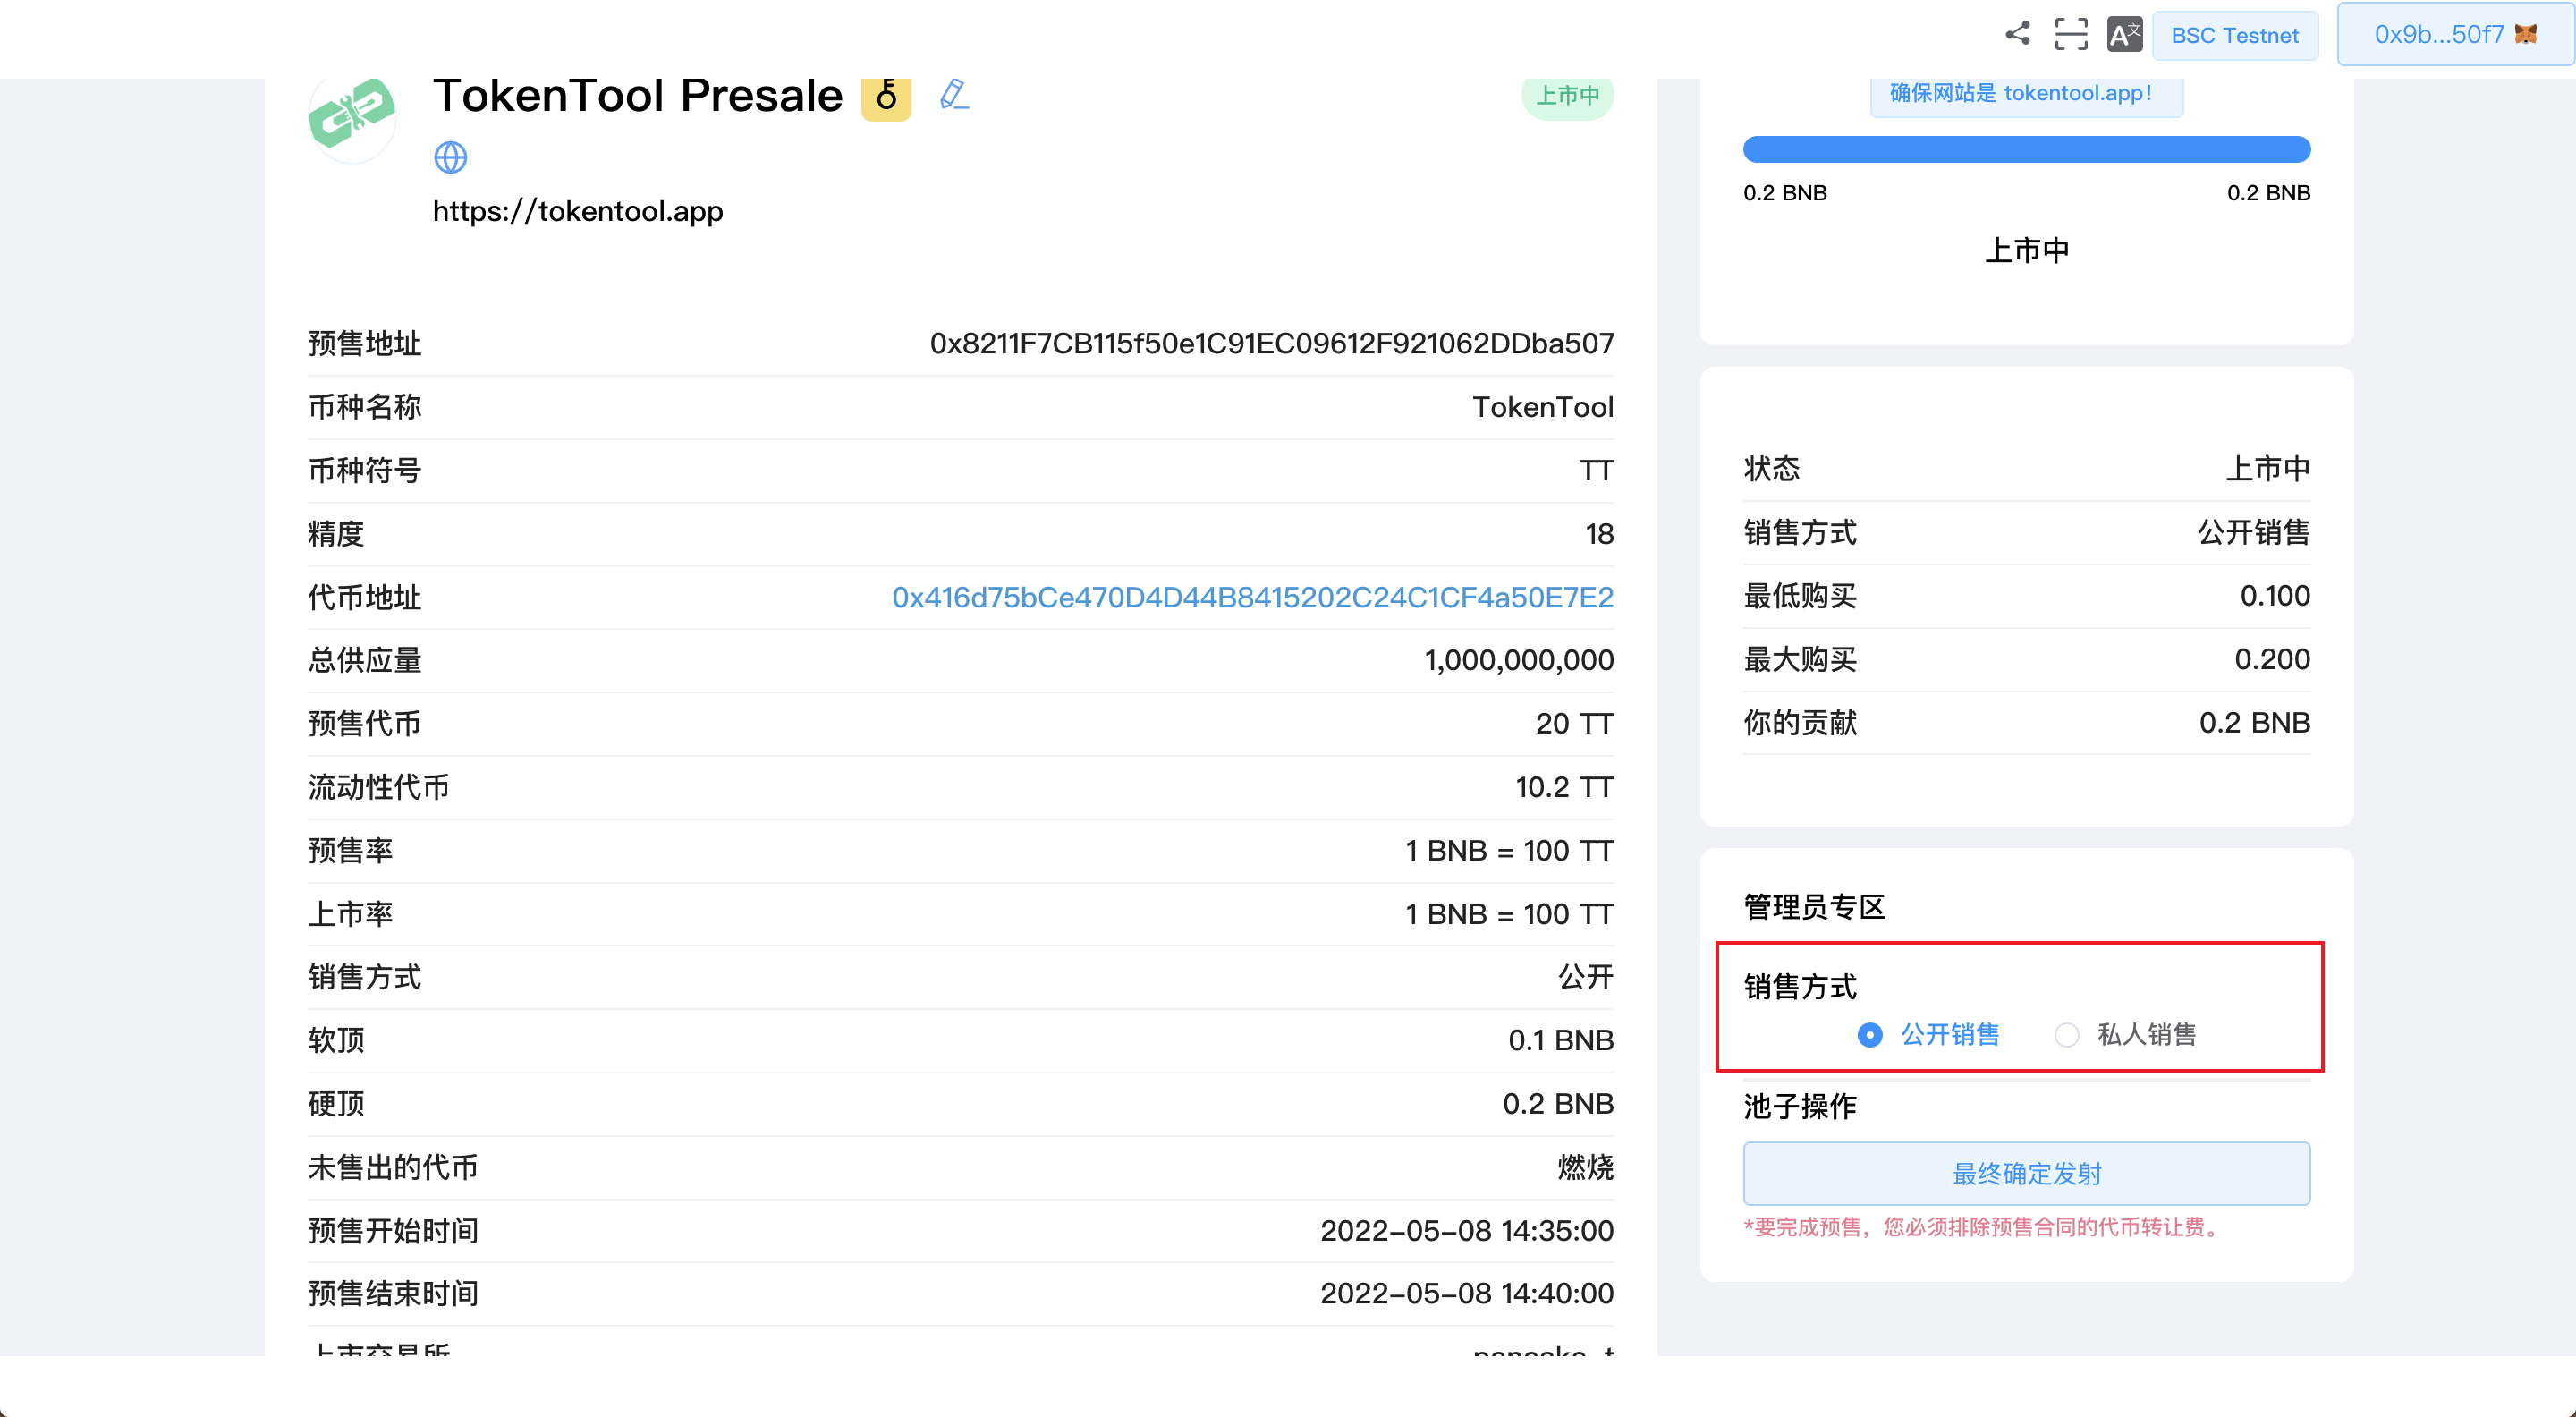 BSC Testnet
0x9b...50f7
TokenTool Presale
上市中
https://tokentool.app
预售地址 0x8211F7CB115f50e1C91EC09612F921062DDba507
币种名称 TokenTool
币种符号 TT
精度 18
代币地址 0x416d75bCe470D4D44B8415202C24C1CF4a50E7E2
总供应量 1,000,000,000
预售代币 20 TT
流动性代币 10.2 TT
预售率 1 BNB = 100 TT
上市率 1 BNB = 100 TT
销售方式 公开
软顶 0.1 BNB
硬顶 0.2 BNB
未售出的代币 燃烧
预售开始时间 2022-05-08 14:35:00
预售结束时间 2022-05-08 14:40:00
上市交易所 pancake_t
确保网站是 tokentool.app!
0.2 BNB 0.2 BNB
上市中
状态 上市中
销售方式 公开销售
最低购买 0.100
最大购买 0.200
你的贡献 0.2 BNB
管理员专区
销售方式
公开销售 私人销售
池子操作
最终确定发射
*要完成预售，您必须排除预售合同的代币转让费。